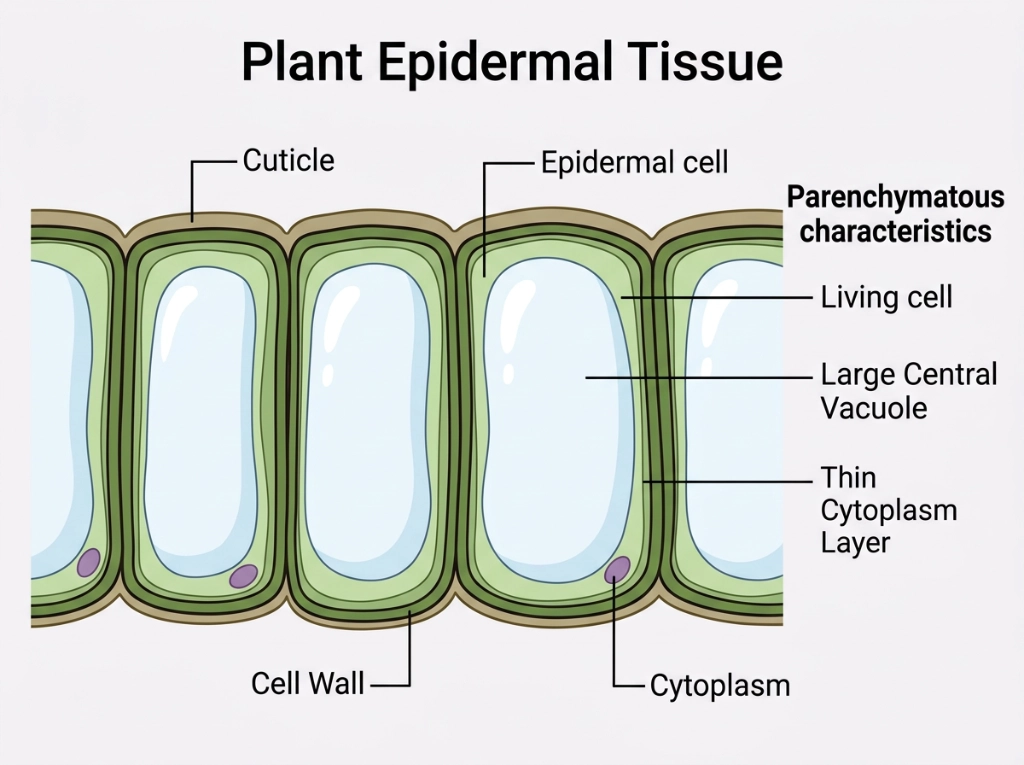 Plant Epidermal Tissue
Cuticle
Epidermal cell
Parenchymatous
characteristics
Living cell
Large Central
Vacuole
Thin
Cytoplasm
Layer
Cell Wall
Cytoplasm